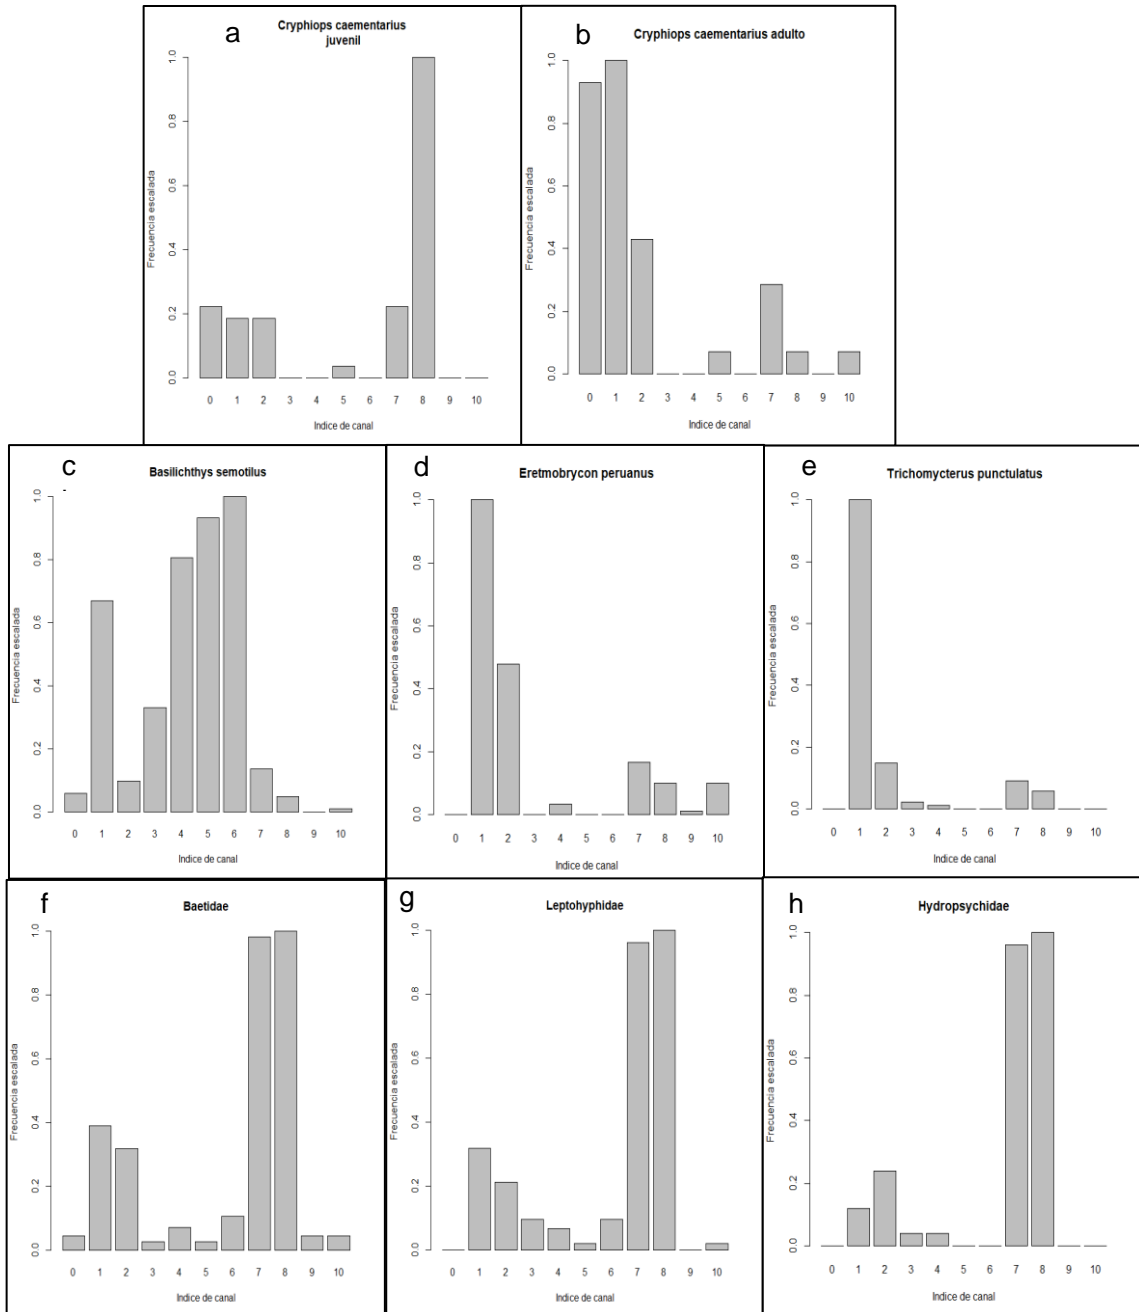 a
Cryphiops caementarius
juvenil
Frecuencia escalada
0.0 0.2 0.4 0.6 0.8 1.0
0 1 2 3 4 5 6 7 8 9 10
Indice de canal
b
Cryphiops caementarius adulto
Frecuencia escalada
0.0 0.2 0.4 0.6 0.8 1.0
0 1 2 3 4 5 6 7 8 9 10
Indice de canal
c
Basilichthys semotilus
Frecuencia escalada
0.0 0.2 0.4 0.6 0.8 1.0
0 1 2 3 4 5 6 7 8 9 10
Indice de canal
d
Eretmobrycon peruanus
Frecuencia escalada
0.0 0.2 0.4 0.6 0.8 1.0
0 1 2 3 4 5 6 7 8 9 10
Indice de canal
e
Trichomycterus punctulatus
Frecuencia escalada
0.0 0.2 0.4 0.6 0.8 1.0
0 1 2 3 4 5 6 7 8 9 10
Indice de canal
f
Baetidae
Frecuencia escalada
0.0 0.2 0.4 0.6 0.8 1.0
0 1 2 3 4 5 6 7 8 9 10
Indice de canal
g
Leptohyphidae
Frecuencia escalada
0.0 0.2 0.4 0.6 0.8 1.0
0 1 2 3 4 5 6 7 8 9 10
Indice de canal
h
Hydropsychidae
Frecuencia escalada
0.0 0.2 0.4 0.6 0.8 1.0
0 1 2 3 4 5 6 7 8 9 10
Indice de canal